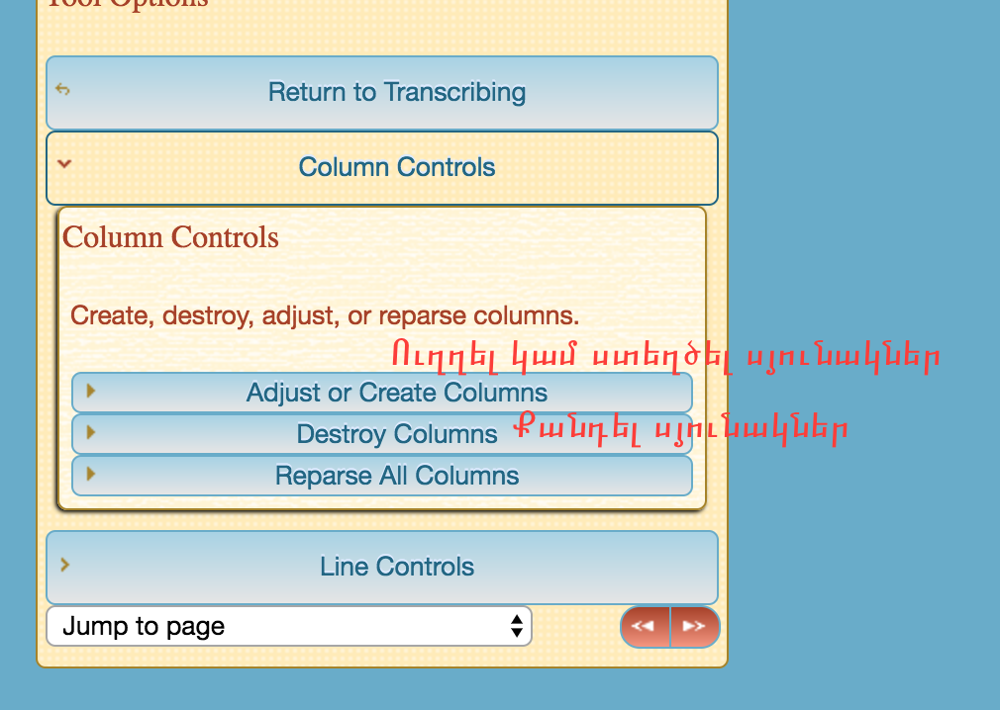 Tool Options
Return to Transcribing
Column Controls
Column Controls
Create, destroy, adjust, or reparse columns.
Ուղղել կամ ստեղծել սյունակներ
Adjust or Create Columns
Destroy Columns Քանդել սյունակներ
Reparse All Columns
Line Controls
Jump to page